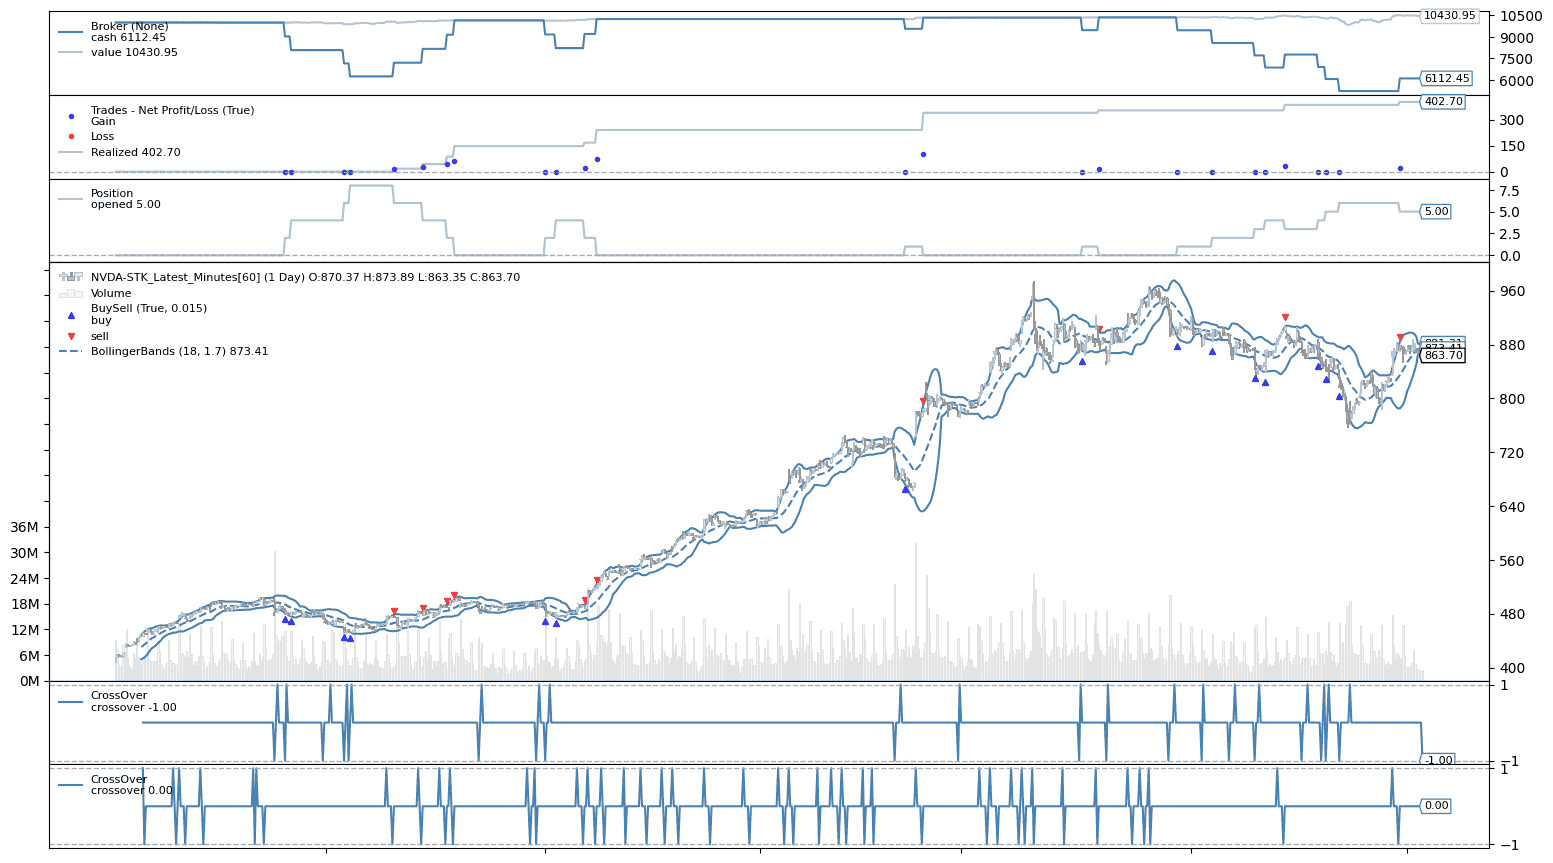 Broker (None)
cash 6112.45
value 10430.95
10430.95
6112.45
10500
9000
7500
6000
Trades - Net Profit/Loss (True)
Gain
Loss
Realized 402.70
402.70
300
150
0
Position
opened 5.00
5.00
7.5
5.0
2.5
0.0
NVDA-STK_Latest_Minutes[60] (1 Day) O:870.37 H:873.89 L:863.35 C:863.70
Volume
BuySell (True, 0.015)
buy
sell
BollingerBands (18, 1.7) 873.41
863.70
960
880
800
720
640
560
480
400
36M
30M
24M
18M
12M
6M
0M
CrossOver
crossover -1.00
-1.00
1
−1
CrossOver
crossover 0.00
0.00
1
−1